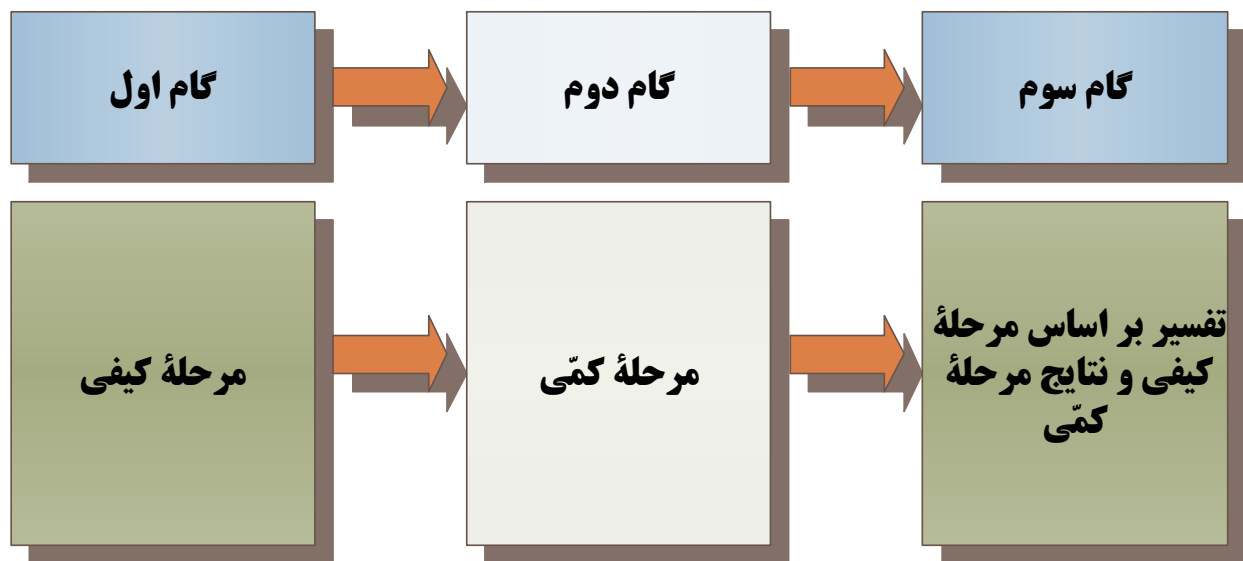 گام اول
گام دوم
گام سوم
مرحلهٔ کیفی
مرحلهٔ کمّی
تفسیر بر اساس مرحلهٔ
کیفی و نتایج مرحلهٔ
کمّی